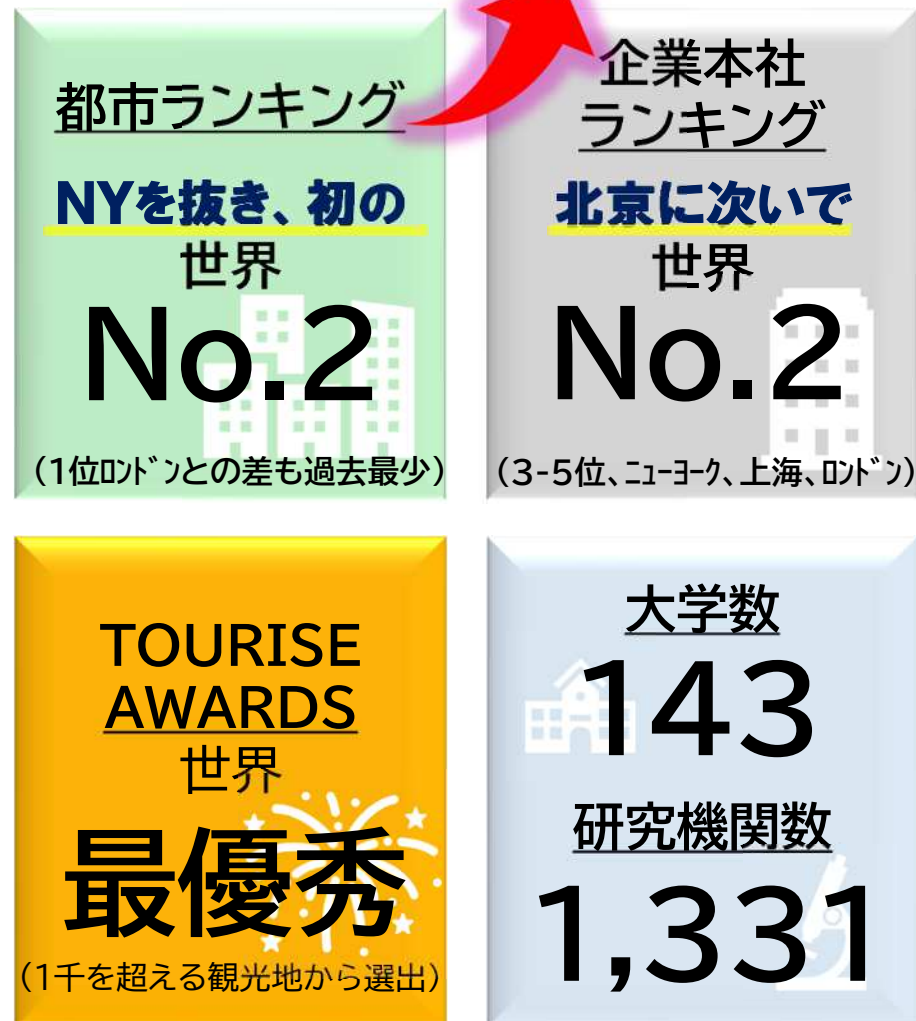 都市ランキング
NYを抜き、初の
世界
No.2
(1位ﾛﾝﾄﾞﾝとの差も過去最少)
企業本社
ランキング
北京に次いで
世界
No.2
(3-5位、ﾆｭｰﾖｰｸ、上海、ﾛﾝﾄﾞﾝ)
TOURISE
AWARDS
世界
最優秀
(1千を超える観光地から選出)
大学数
143
研究機関数
1,331